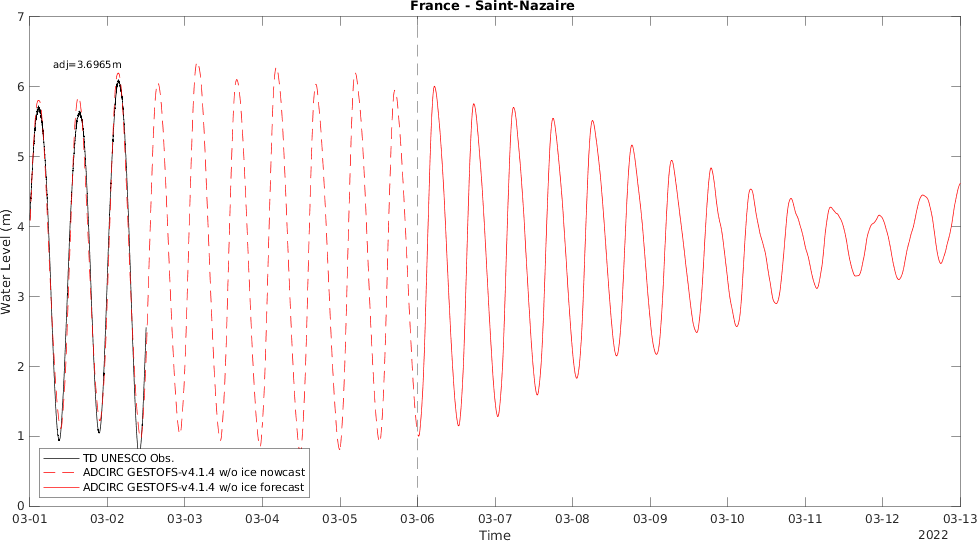 France - Saint-Nazaire
7
adj=3.6965m
6
5
4
3
2
1
0
Water Level (m)
TD UNESCO Obs.
ADCIRC GESTOFS-v4.1.4 w/o ice nowcast
ADCIRC GESTOFS-v4.1.4 w/o ice forecast
03-01 03-02 03-03 03-04 03-05 03-06 03-07 03-08 03-09 03-10 03-11 03-12 03-13
Time
2022